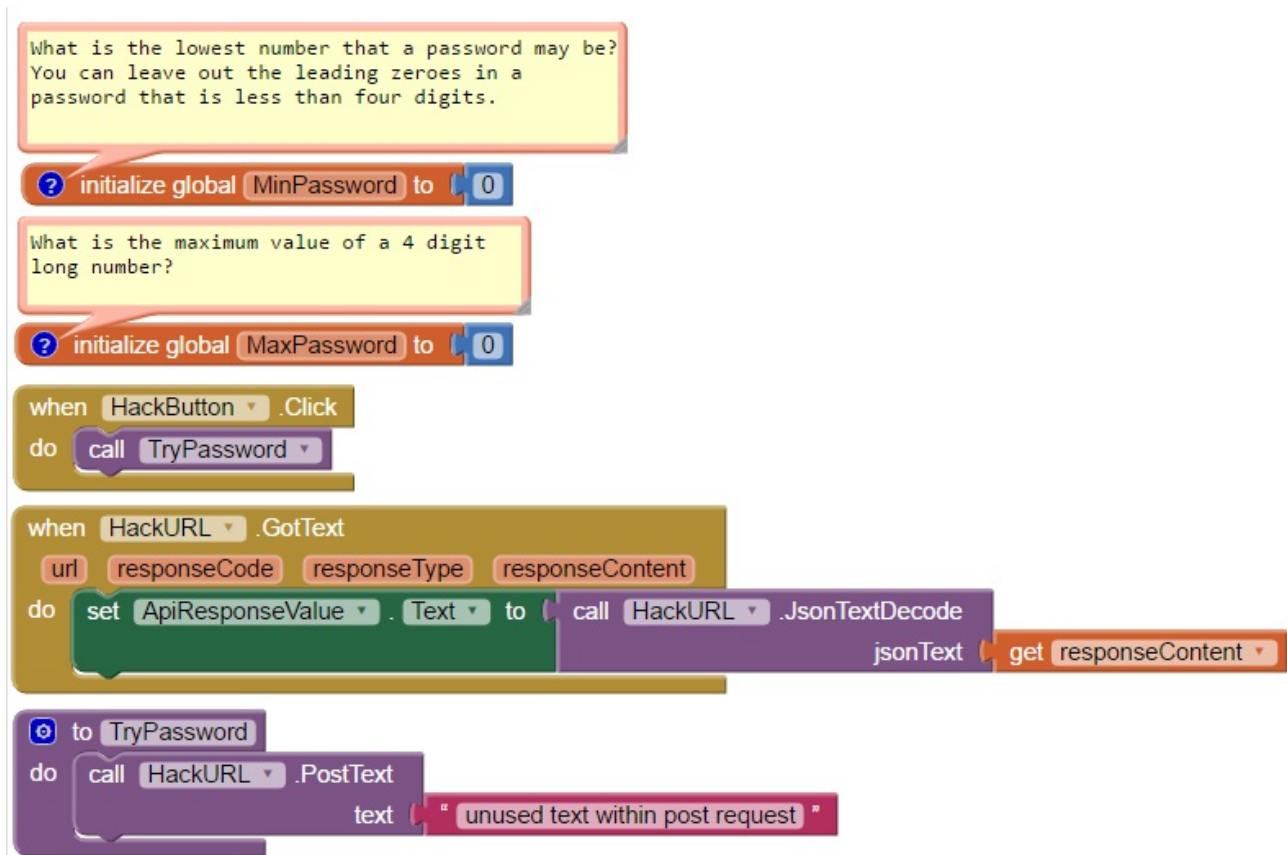 What is the lowest number that a password may be?
You can leave out the leading zeroes in a
password that is less than four digits.
? initialize global MinPassword to 0
What is the maximum value of a 4 digit
long number?
? initialize global MaxPassword to 0
when HackButton .Click
do call TryPassword
when HackURL .GotText
url responseCode responseType responseContent
do set ApiResponseValue . Text to call HackURL .JsonTextDecode
jsonText get responseContent
to TryPassword
do call HackURL .PostText
text " unused text within post request "